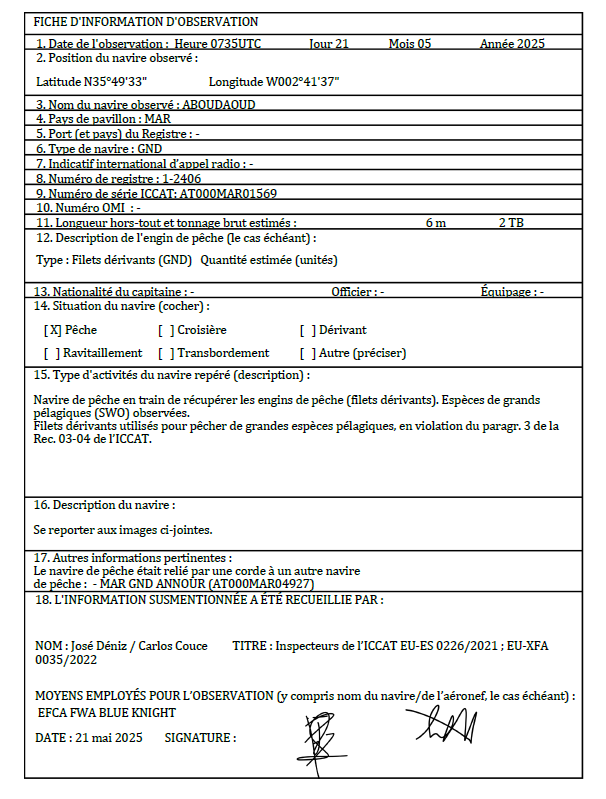 FICHE D'INFORMATION D'OBSERVATION
1. Date de l'observation : Heure 0735UTC Jour 21 Mois 05 Année 2025
2. Position du navire observé :
Latitude N35°49'33" Longitude W002°41'37"
3. Nom du navire observé : ABOUDAOUD
4. Pays de pavillon : MAR
5. Port (et pays) du Registre : -
6. Type de navire : GND
7. Indicatif international d'appel radio : -
8. Numéro de registre : 1-2406
9. Numéro de série ICCAT: AT000MAR01569
10. Numéro OMI : -
11. Longueur hors-tout et tonnage brut estimés : 6 m 2 TB
12. Description de l'engin de pêche (le cas échéant) :
Type : Filets dérivants (GND) Quantité estimée (unités)
13. Nationalité du capitaine : - Officier : - Équipage : -
14. Situation du navire (cocher) :
[ X] Pêche [ ] Croisière [ ] Dérivant
[ ] Ravitaillement [ ] Transbordement [ ] Autre (préciser)
15. Type d'activités du navire repéré (description) :
Navire de pêche en train de récupérer les engins de pêche (filets dérivants). Espèces de grands
pélagiques (SWO) observées.
Filets dérivants utilisés pour pêcher de grandes espèces pélagiques, en violation du paragr. 3 de la
Rec. 03-04 de l'ICCAT.
16. Description du navire :
Se reporter aux images ci-jointes.
17. Autres informations pertinentes :
Le navire de pêche était relié par une corde à un autre navire
de pêche : - MAR GND ANNOUR (AT000MAR04927)
18. L'INFORMATION SUSMENTIONNÉE A ÉTÉ RECUEILLIE PAR :
NOM : José Déniz / Carlos Couce TITRE : Inspecteurs de l'ICCAT EU-ES 0226/2021 ; EU-XFA
0035/2022
MOYENS EMPLOYÉS POUR L'OBSERVATION (y compris nom du navire/de l'aéronef, le cas échéant) :
EFCA FWA BLUE KNIGHT
DATE : 21 mai 2025 SIGNATURE :